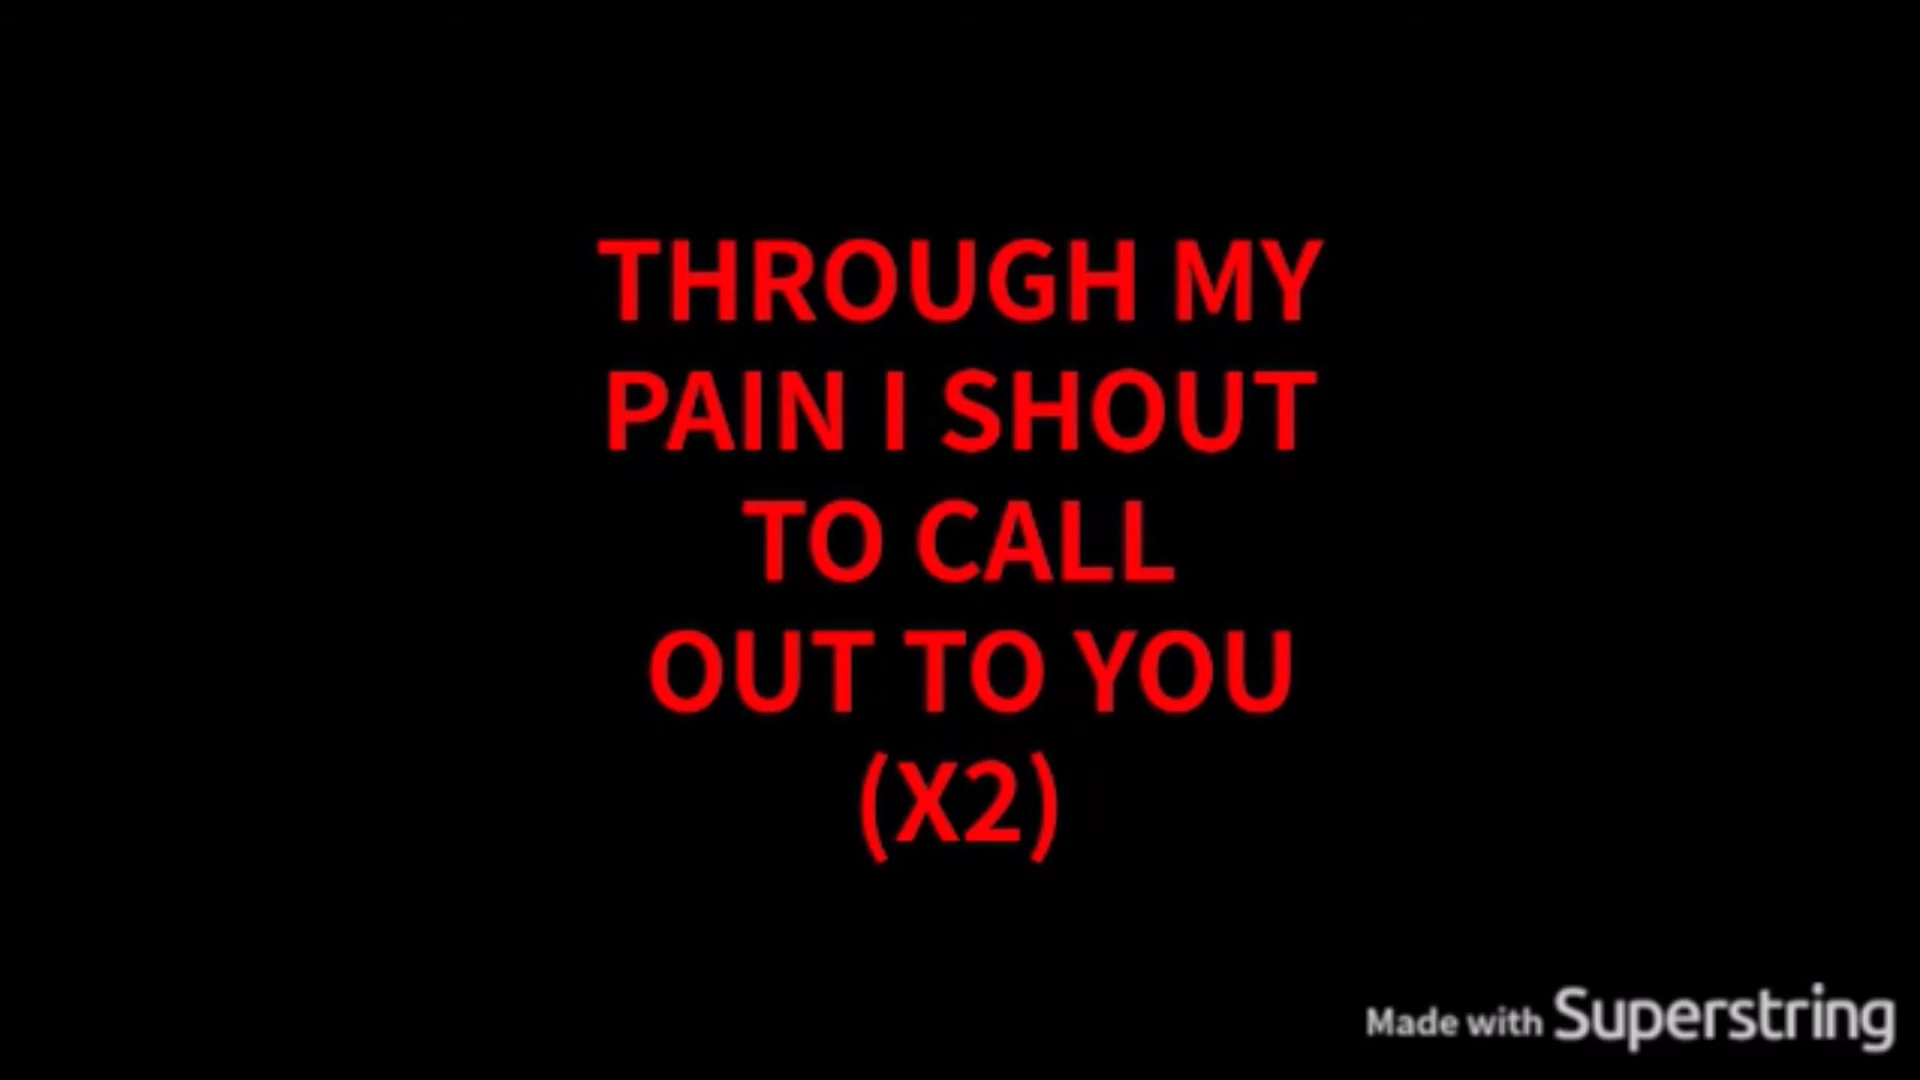 THROUGH MY
PAIN I SHOUT
TO CALL
OUT TO YOU
(X2)
Made with Superstring